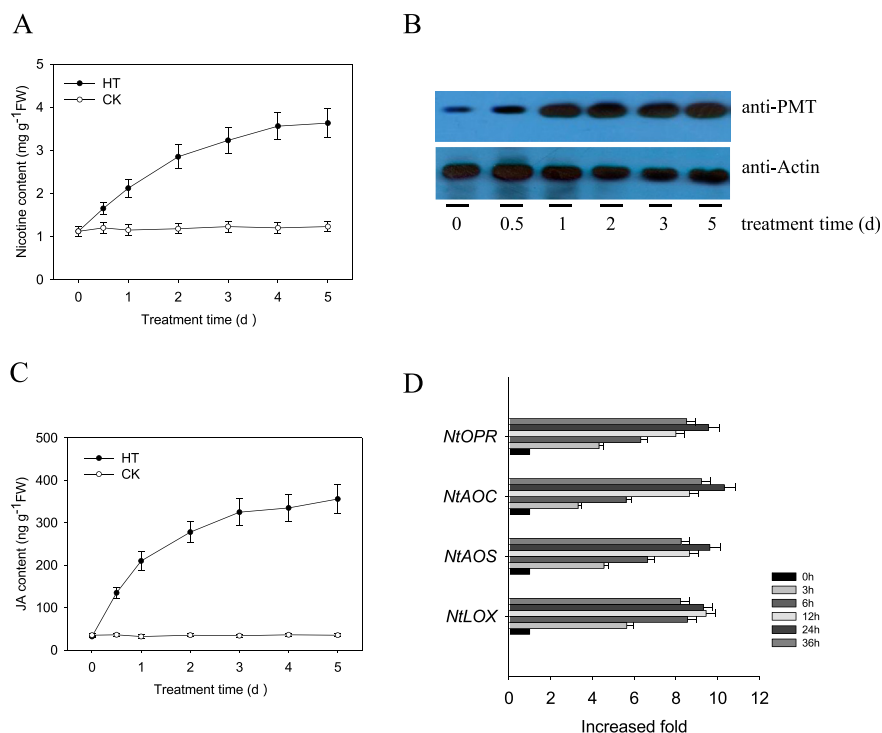 A
Nicotine content (mg g⁻¹FW)
5
4
3
2
1
0
HT
CK
0 1 2 3 4 5
Treatment time (d )
B
anti-PMT
anti-Actin
0 0.5 1 2 3 5 treatment time (d)
C
JA content (ng g⁻¹FW)
500
400
300
200
100
0
HT
CK
0 1 2 3 4 5
Treatment time (d )
D
NtOPR
NtAOC
NtAOS
NtLOX
0h
3h
6h
12h
24h
36h
0 2 4 6 8 10 12
Increased fold